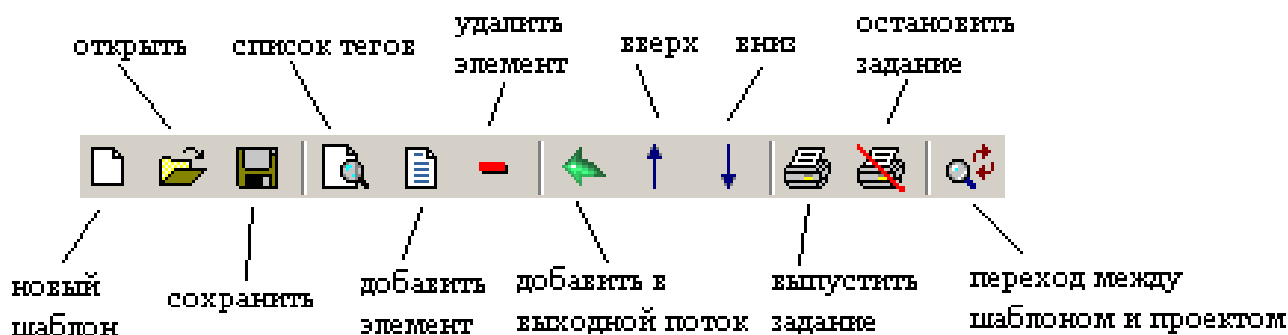 открыть
список тегов
удалить
элемент
вверх
вниз
остановить
задание
новый
шаблон
сохранить
добавить
элемент
добавить в
выходной поток
выпустить
задание
переход между
шаблоном и проектом